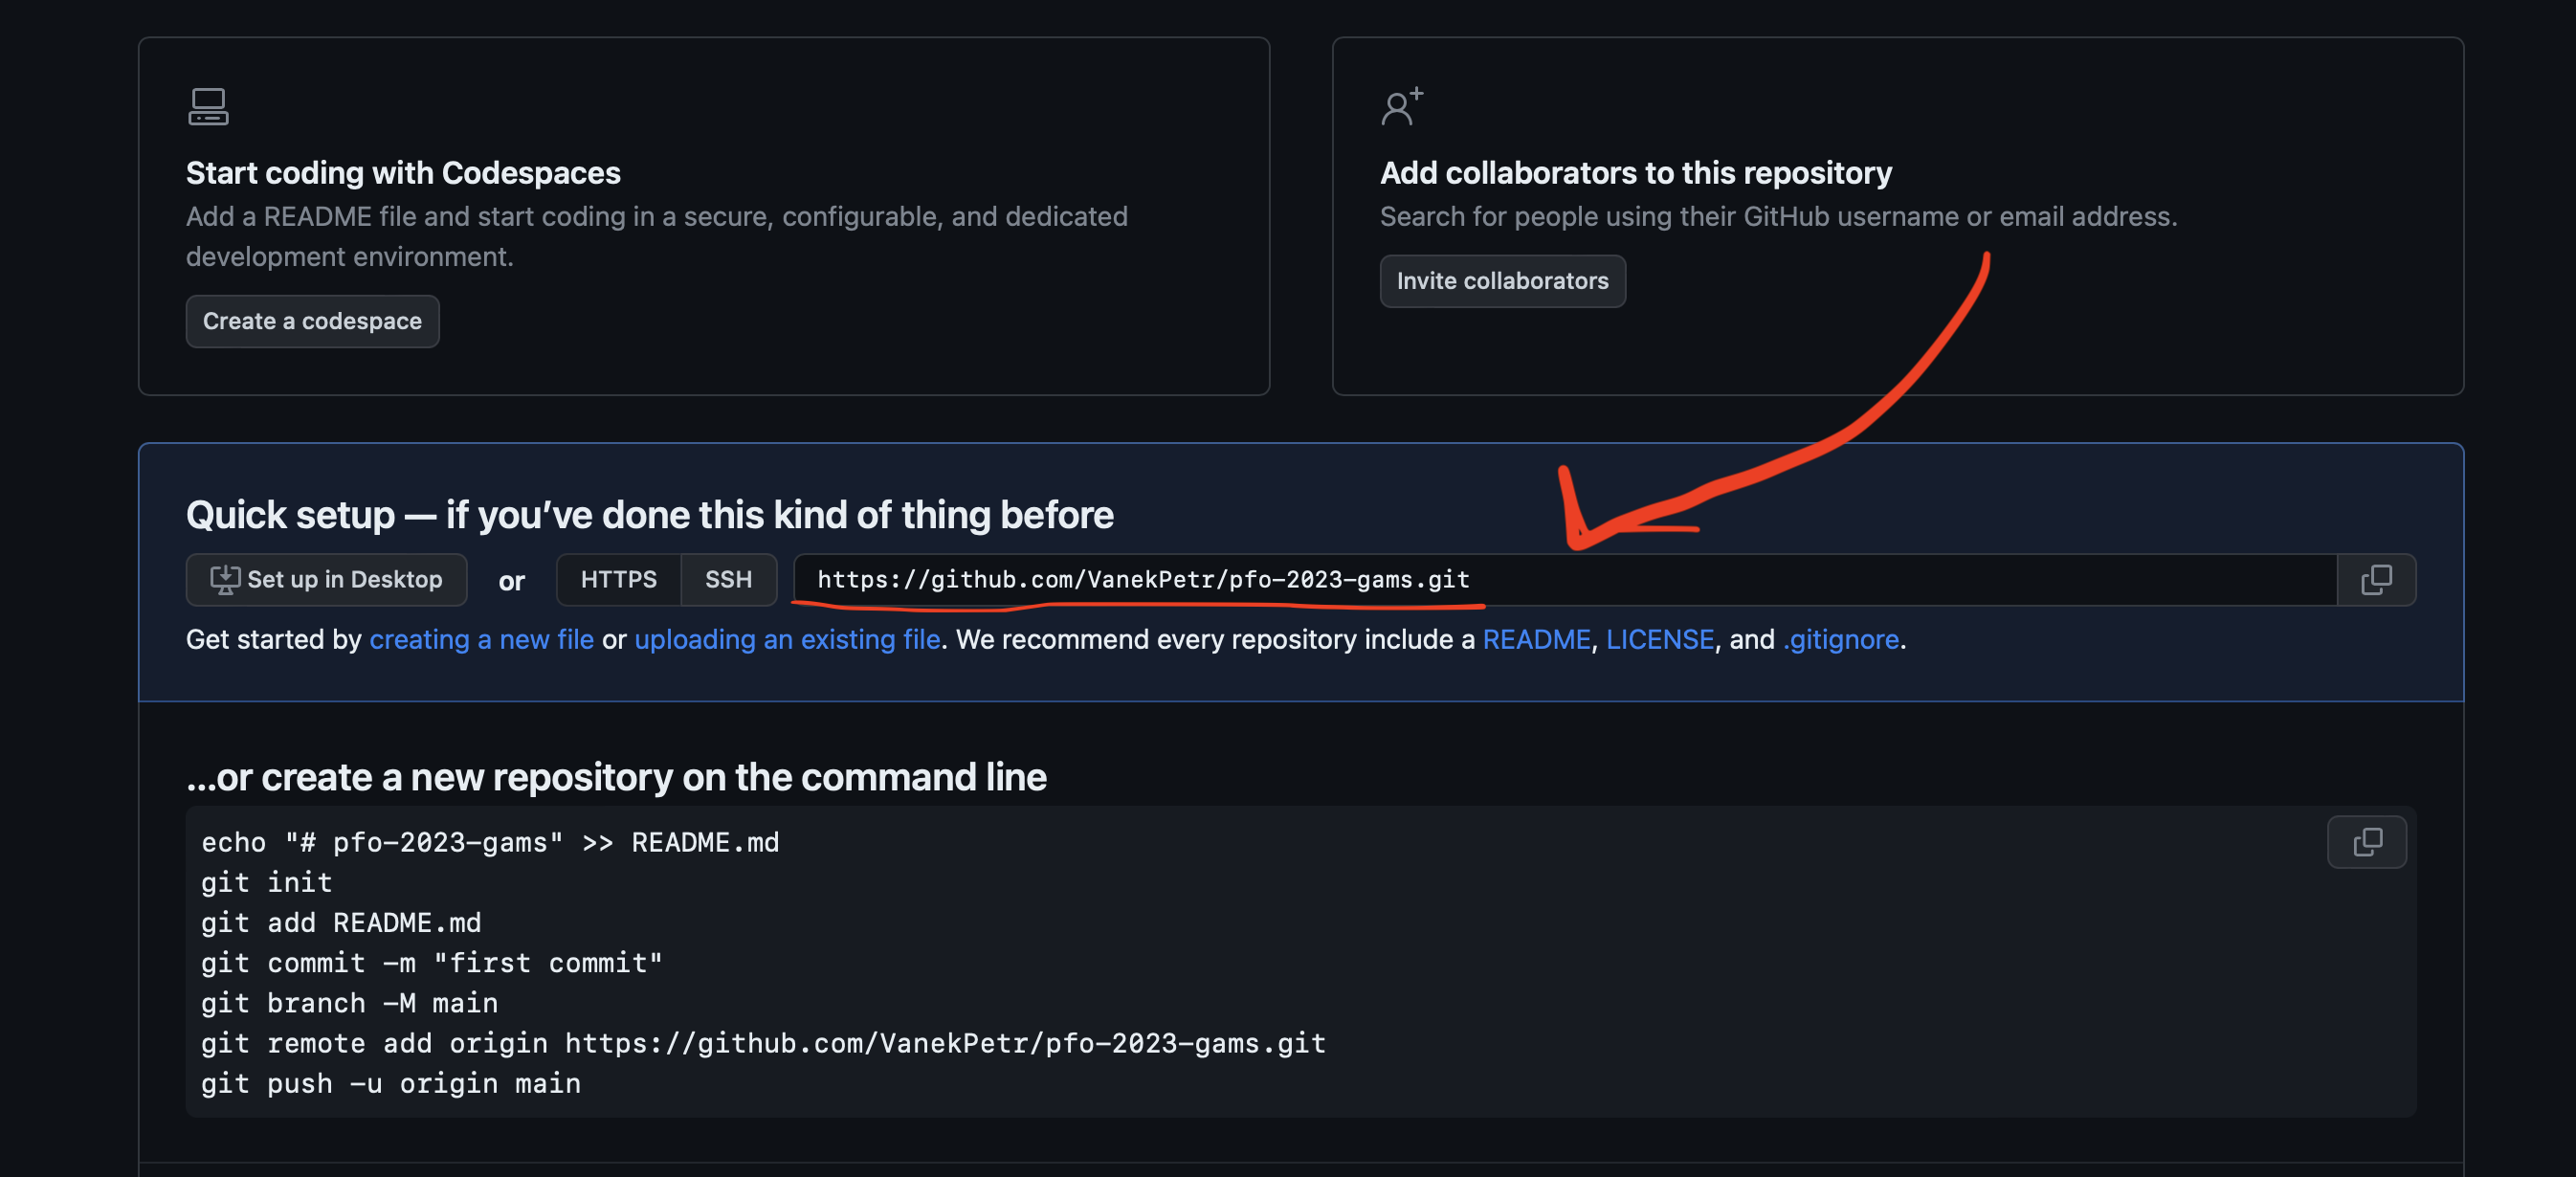 Start coding with Codespaces
Add a README file and start coding in a secure, configurable, and dedicated
development environment.
Create a codespace
Add collaborators to this repository
Search for people using their GitHub username or email address.
Invite collaborators
Quick setup — if you’ve done this kind of thing before
Set up in Desktop or HTTPS SSH https://github.com/VanekPetr/pfo-2023-gams.git
Get started by creating a new file or uploading an existing file. We recommend every repository include a README, LICENSE, and .gitignore.
…or create a new repository on the command line
echo "# pfo-2023-gams" >> README.md
git init
git add README.md
git commit -m "first commit"
git branch -M main
git remote add origin https://github.com/VanekPetr/pfo-2023-gams.git
git push -u origin main